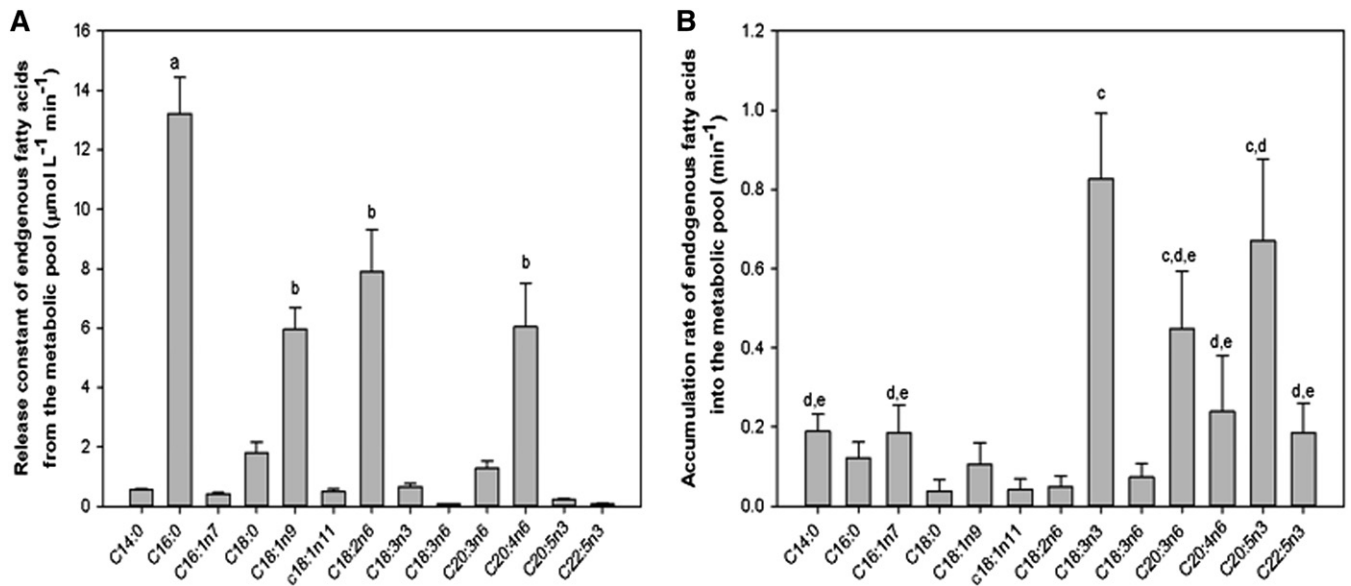 A
Release constant of endgenous fatty acids
from the metabolic pool (μmol L⁻¹ min⁻¹)
16
14
12
10
8
6
4
2
0
a
b
b
b
C14:0
C16:0
C16:1n7
C18:0
C18:1n9
c18:1n11
C18:2n6
C18:3n3
C18:3n6
C20:3n6
C20:4n6
C20:5n3
C22:5n3
B
Accumulation rate of endogenous fatty acids
into the metabolic pool (min⁻¹)
1.2
1.0
0.8
0.6
0.4
0.2
0.0
d,e
d,e
c
c,d,e
d,e
c,d
d,e
C14:0
C16:0
C16:1n7
C18:0
C18:1n9
c18:1n11
C18:2n6
C18:3n3
C18:3n6
C20:3n6
C20:4n6
C20:5n3
C22:5n3